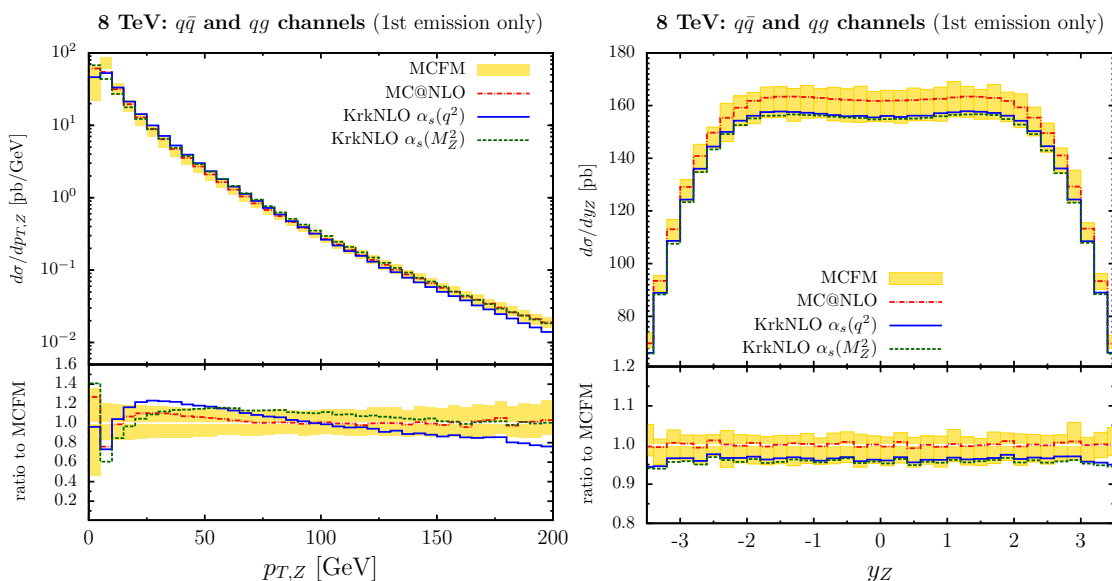 8 TeV: qq̄ and qg channels (1st emission only)
dσ/dp_{T,Z} [pb/GeV]
10²
10¹
10⁰
10⁻¹
10⁻²
MCFM
MC@NLO
KrkNLO α_s(q²)
KrkNLO α_s(M_Z²)
ratio to MCFM
1.6
1.4
1.2
1.0
0.8
0.6
0.4
0.2
0 50 100 150 200
p_{T,Z} [GeV]
8 TeV: qq̄ and qg channels (1st emission only)
dσ/dy_Z [pb]
180
160
140
120
100
80
MCFM
MC@NLO
KrkNLO α_s(q²)
KrkNLO α_s(M_Z²)
ratio to MCFM
1.2
1.1
1.0
0.9
0.8
-3 -2 -1 0 1 2 3
y_Z